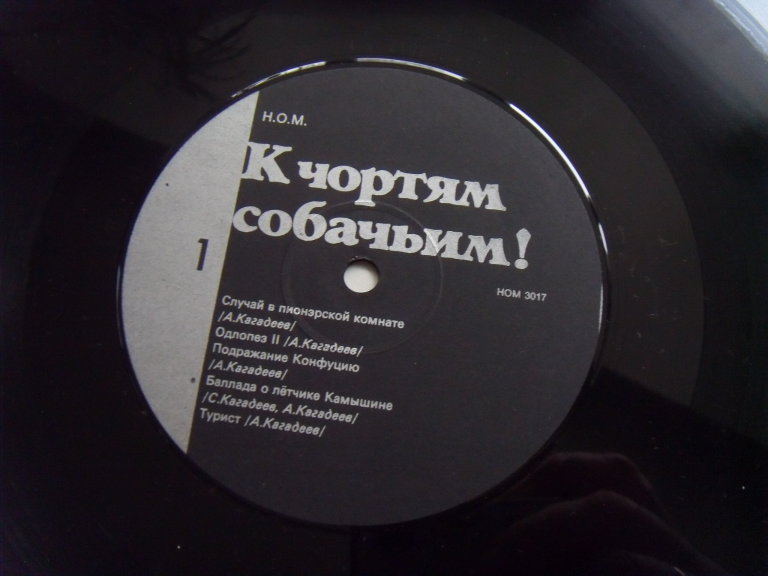 Н.О.М.
К чортям
собачьим!
1
НОМ 3017
Случай в пионэрской комнате
/А.Кагадеев/
Одлопез II /А.Кагадеев/
Подражание Конфуцию
/А.Кагадеев/
Баллада о лётчике Камышине
/С.Кагадеев, А.Кагадеев/
Турист /А.Кагадеев/